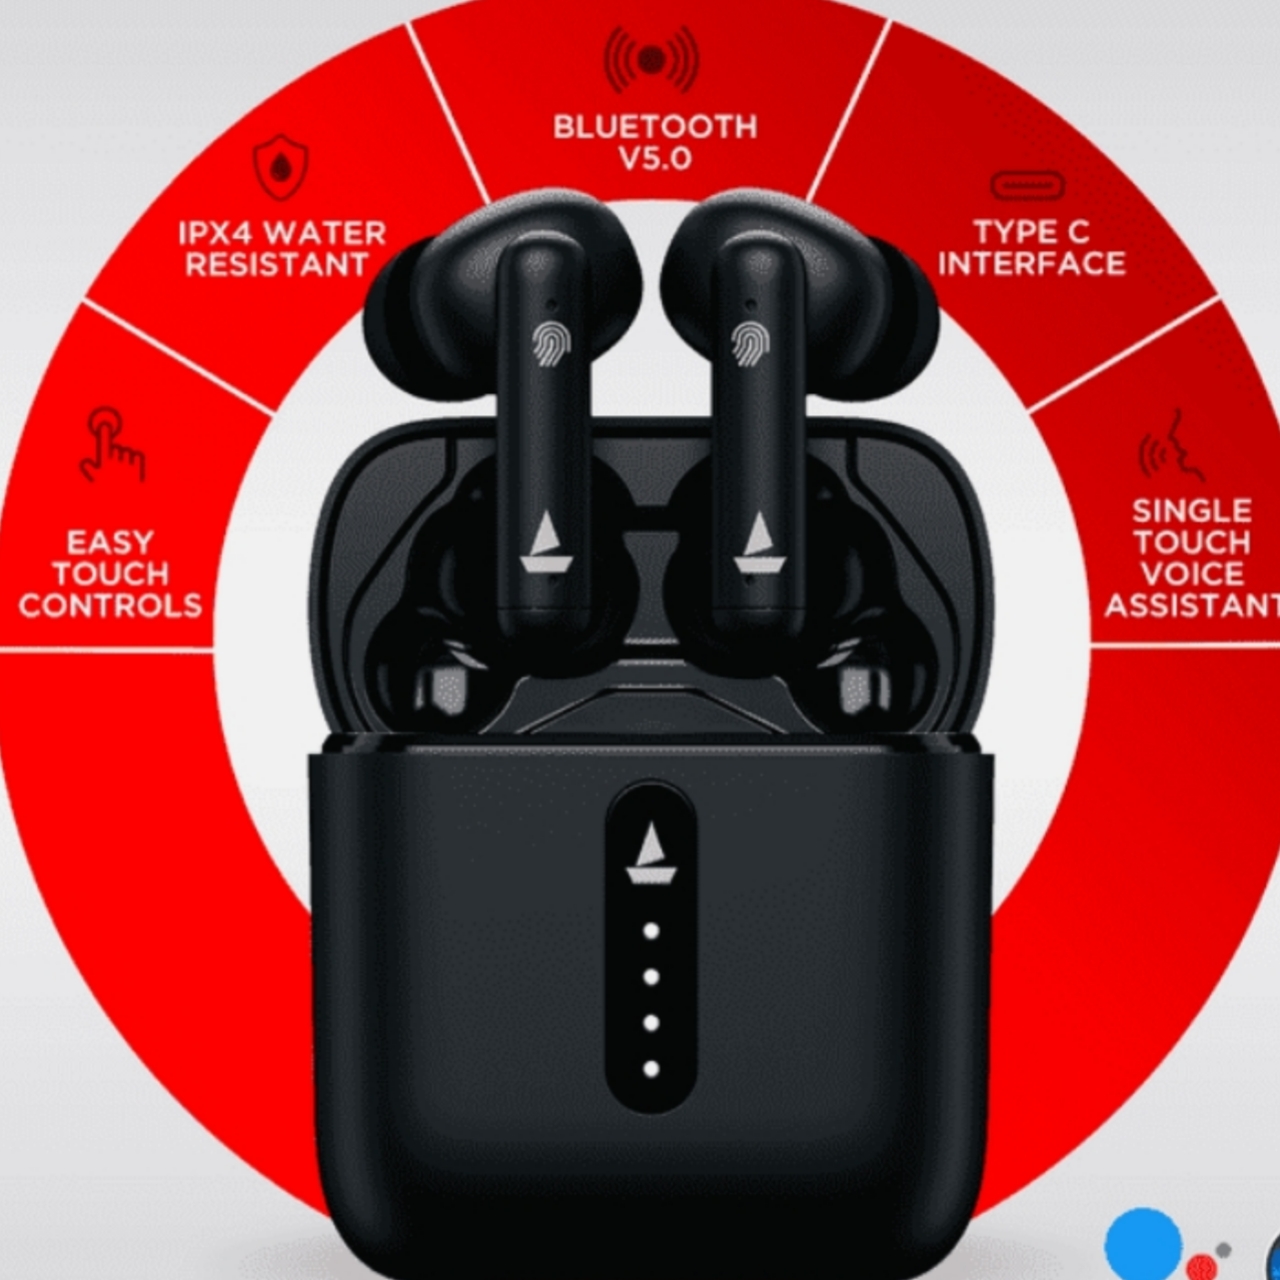 BLUETOOTH
V5.0
IPX4 WATER
RESISTANT
TYPE C
INTERFACE
EASY
TOUCH
CONTROLS
SINGLE
TOUCH
VOICE
ASSISTANT